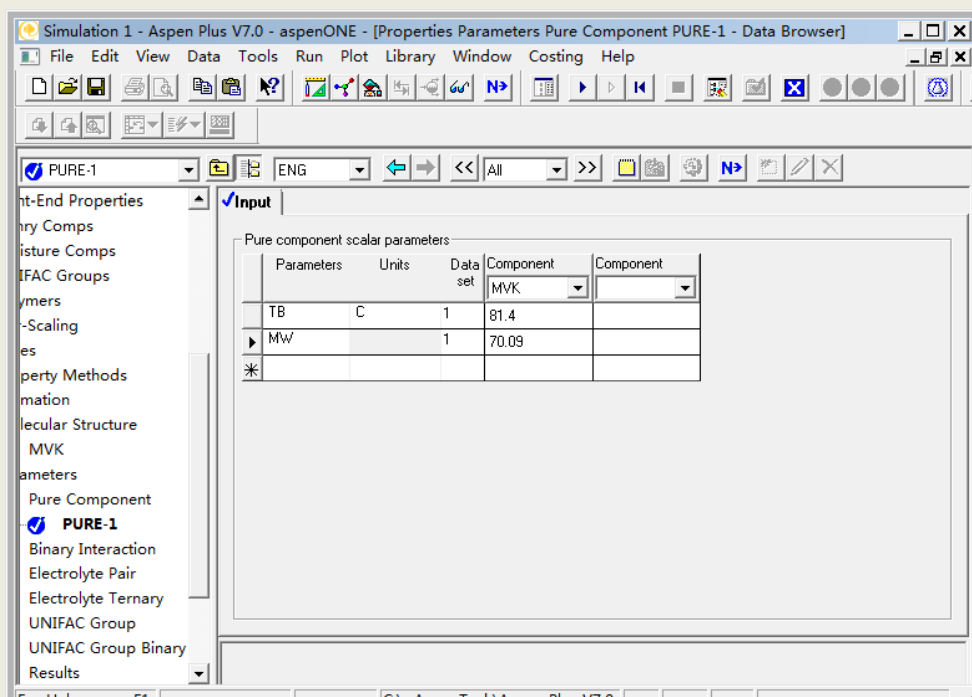 Simulation 1 - Aspen Plus V7.0 - aspenONE - [Properties Parameters Pure Component PURE-1 - Data Browser]
File Edit View Data Tools Run Plot Library Window Costing Help
N>
PURE-1 ENG << All >> N>
nt-End Properties
ry Comps
isture Comps
IFAC Groups
ymers
-Scaling
es
perty Methods
mation
lecular Structure
MVK
ameters
Pure Component
PURE-1
Binary Interaction
Electrolyte Pair
Electrolyte Ternary
UNIFAC Group
UNIFAC Group Binary
Results
Input
Pure component scalar parameters
Parameters Units Data set Component Component
MVK
TB C 1 81.4
MW 1 70.09